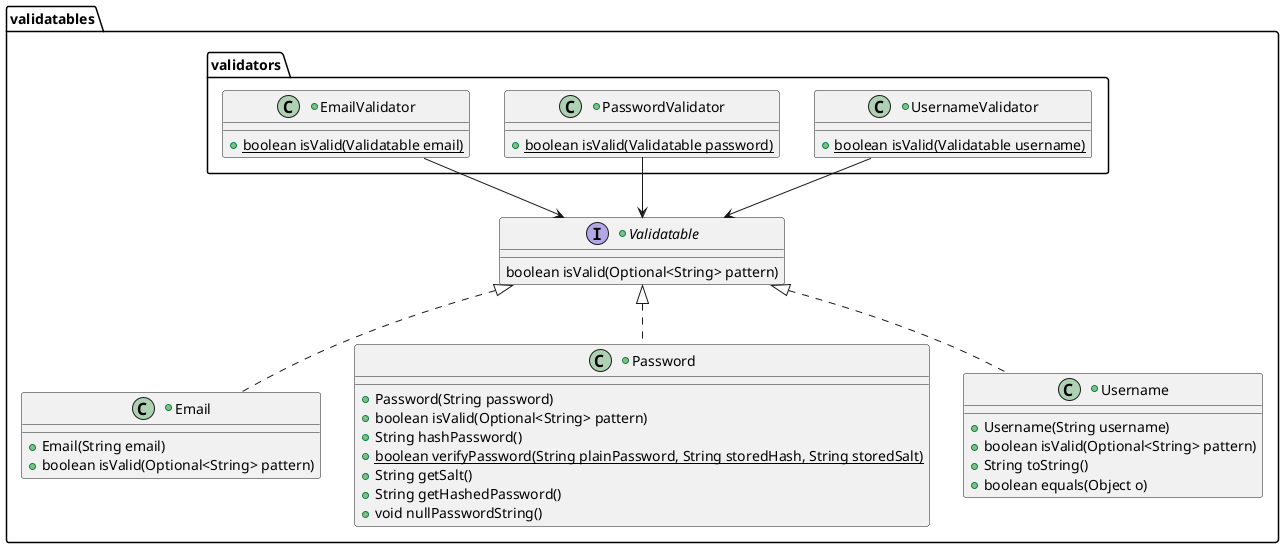 validatables
validators
C EmailValidator
boolean isValid(Validatable email)
C PasswordValidator
boolean isValid(Validatable password)
C UsernameValidator
boolean isValid(Validatable username)
I Validatable
boolean isValid(Optional<String> pattern)
C Email
Email(String email)
boolean isValid(Optional<String> pattern)
C Password
Password(String password)
boolean isValid(Optional<String> pattern)
String hashPassword()
boolean verifyPassword(String plainPassword, String storedHash, String storedSalt)
String getSalt()
String getHashedPassword()
void nullPasswordString()
C Username
Username(String username)
boolean isValid(Optional<String> pattern)
String toString()
boolean equals(Object o)